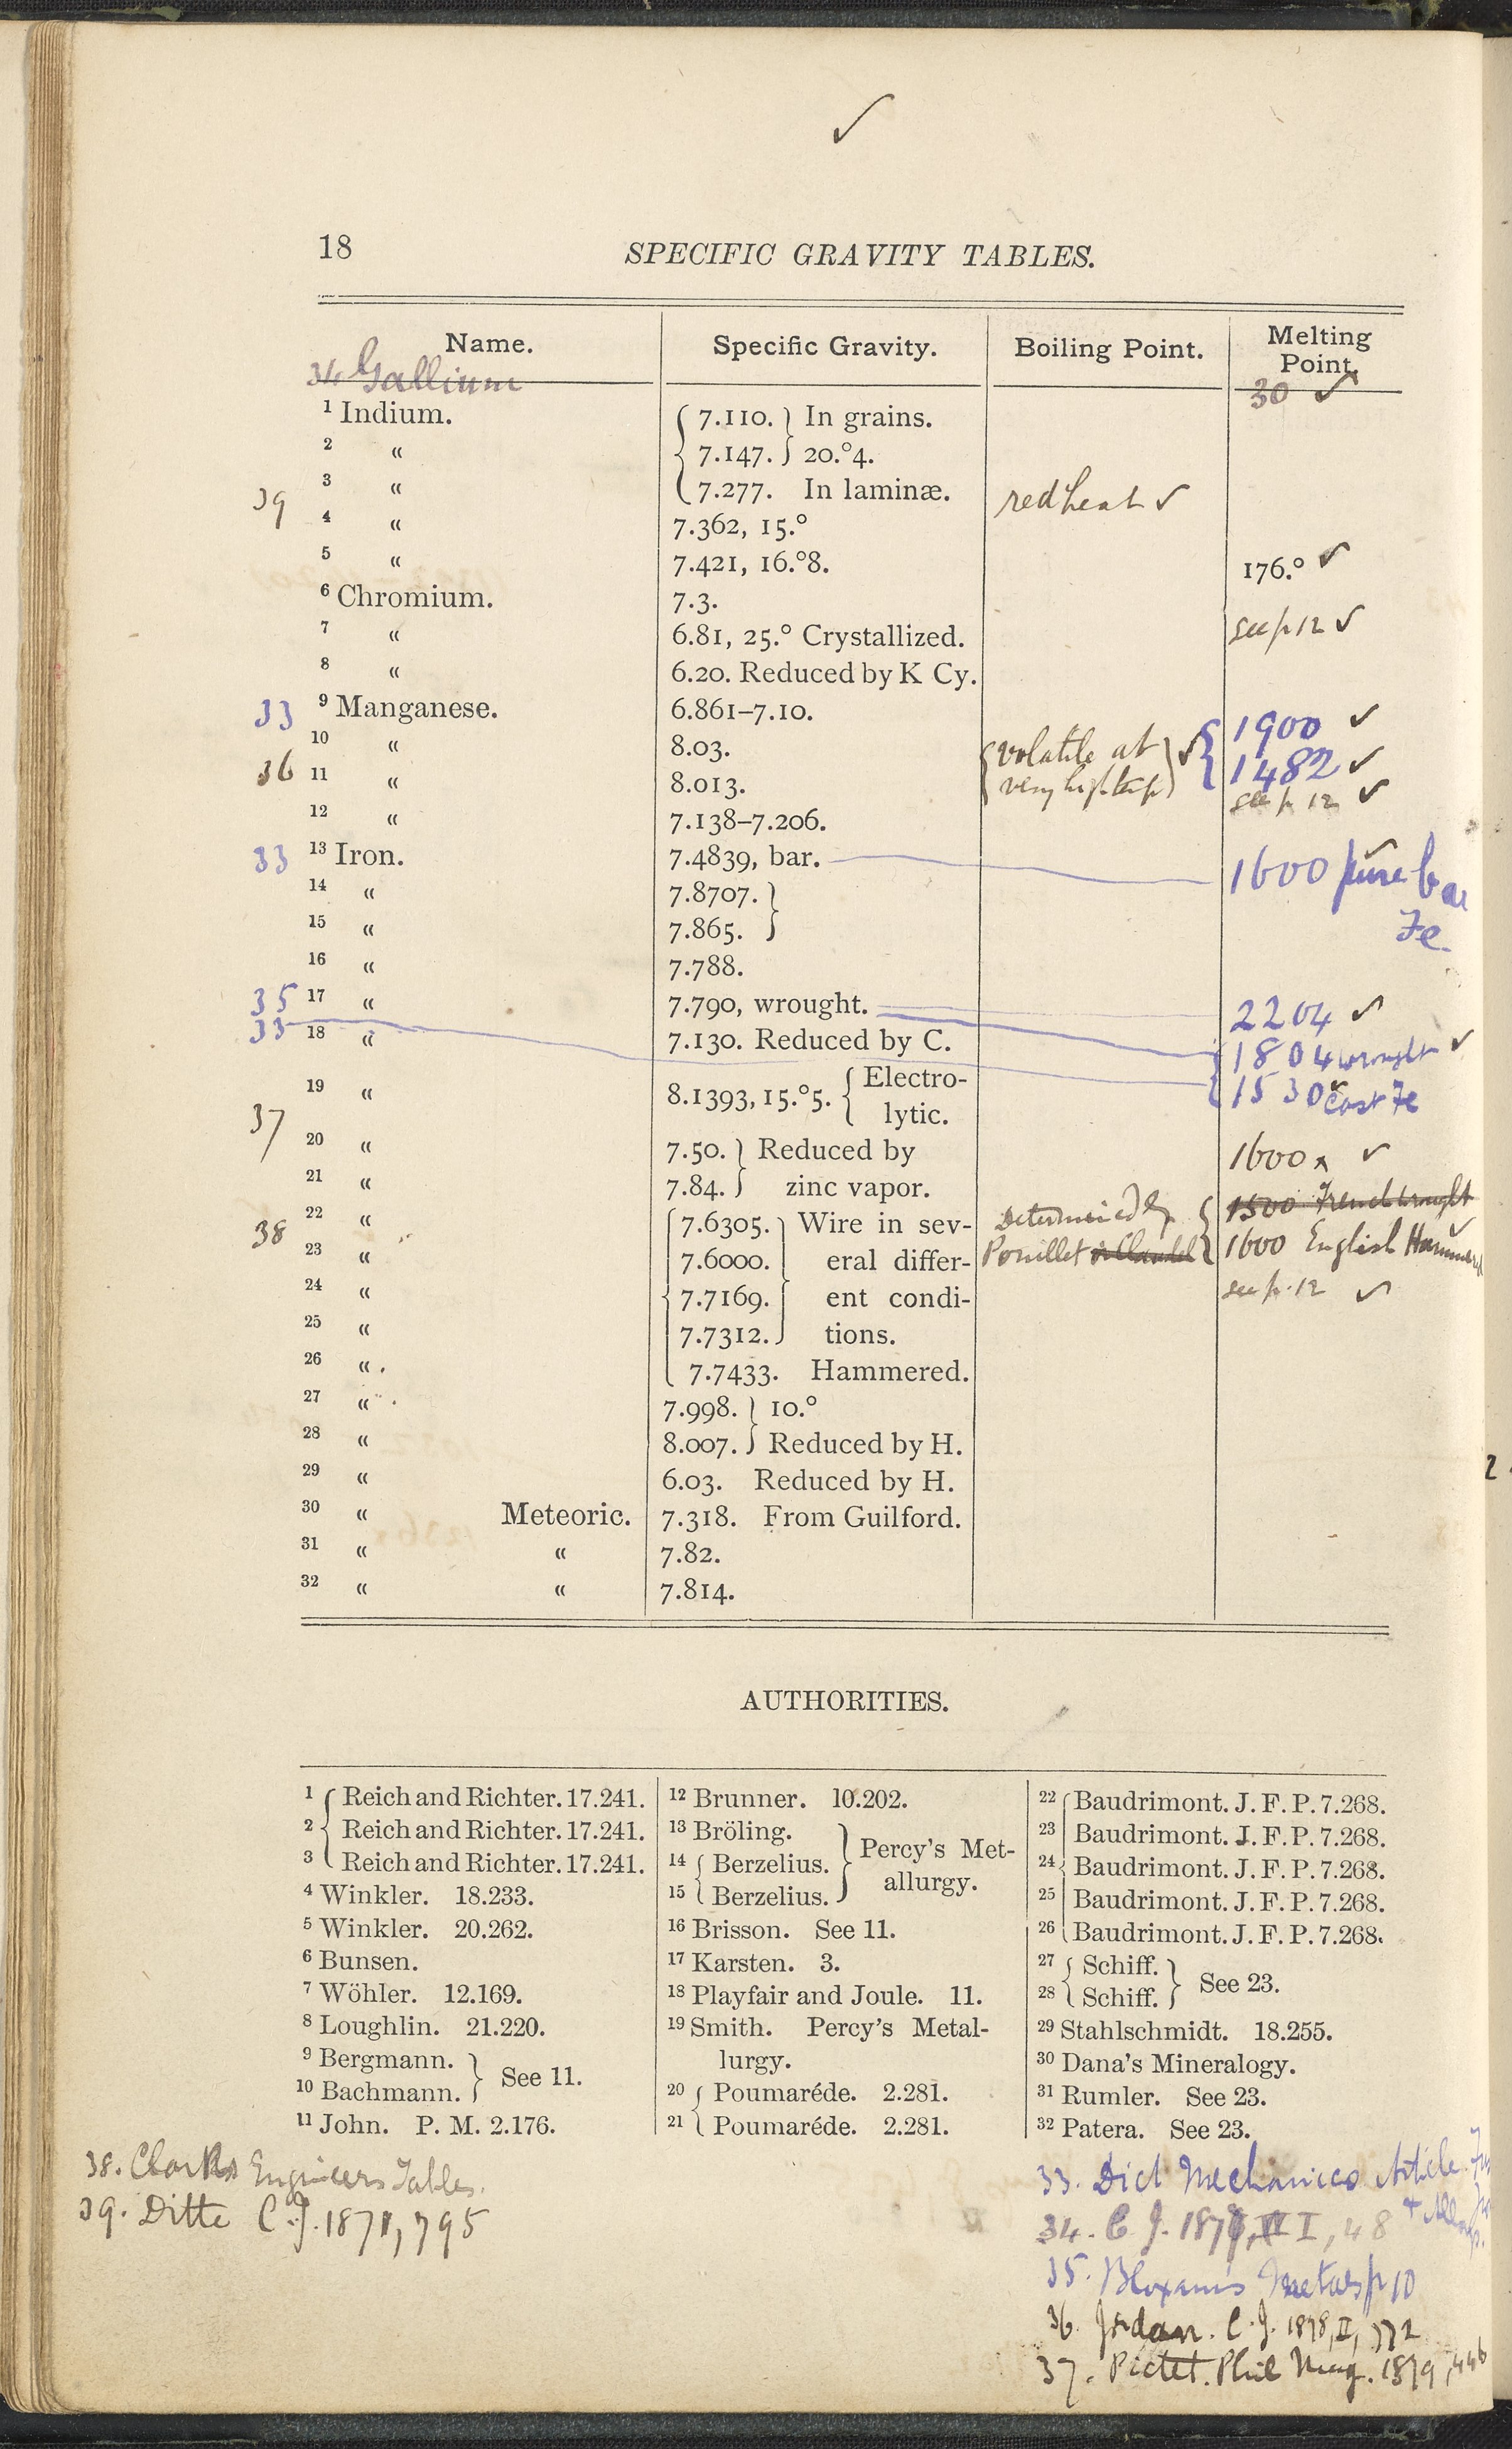 ✓
18 SPECIFIC GRAVITY TABLES.
Name. Specific Gravity. Boiling Point. Melting Point.
34 Gallium 30 ✓
1 Indium. 7.110. } In grains.
2 " 7.147. } 20.°4.
3 " 7.277. In laminæ.
39 red heat ✓
4 " 7.362, 15.°
5 " 7.421, 16.°8. 176.° ✓
6 Chromium. 7.3.
7 " 6.81, 25.° Crystallized. see p 12 ✓
8 " 6.20. Reduced by K Cy.
33 9 Manganese. 6.861–7.10. 1900 ✓
10 " 8.03. volatile at ✓ 1482 ✓
36 11 " 8.013. very high temp see p 12 ✓
12 " 7.138–7.206.
33 13 Iron. 7.4839, bar. 1600 pure bar
14 " 7.8707. }
Fe
15 " 7.865. }
16 " 7.788.
35 17 " 7.790, wrought. 2204 ✓
33 18 " 7.130. Reduced by C. 1804 wrought ✓
19 " 8.1393, 15.°5. { Electro-
lytic. 1530 Cast Fe
37
20 " 7.50. } Reduced by 1600 ✓
21 " 7.84. } zinc vapor.
38 22 " 7.6305. Wire in sev- Determined by 1500 French wrought
23 " 7.6000. eral differ- Pouillet 1600 English Hammered
24 " 7.7169. ent condi- see p. 12 ✓
25 " 7.7312. tions.
26 " 7.7433. Hammered.
27 " 7.998. } 10.°
28 " 8.007. } Reduced by H.
29 " 6.03. Reduced by H.
30 " Meteoric. 7.318. From Guilford.
31 " " 7.82.
32 " " 7.814.
AUTHORITIES.
1 Reich and Richter. 17.241.
2 Reich and Richter. 17.241.
3 Reich and Richter. 17.241.
4 Winkler. 18.233.
5 Winkler. 20.262.
6 Bunsen.
7 Wöhler. 12.169.
8 Loughlin. 21.220.
9 Bergmann. } See 11.
10 Bachmann. }
11 John. P. M. 2.176.
12 Brunner. 10.202.
13 Bröling. } Percy's Met-
14 Berzelius. } allurgy.
15 Berzelius. }
16 Brisson. See 11.
17 Karsten. 3.
18 Playfair and Joule. 11.
19 Smith. Percy's Metal-
lurgy.
20 Poumaréde. 2.281.
21 Poumaréde. 2.281.
22 Baudrimont. J. F. P. 7.268.
23 Baudrimont. J. F. P. 7.268.
24 Baudrimont. J. F. P. 7.268.
25 Baudrimont. J. F. P. 7.268.
26 Baudrimont. J. F. P. 7.268.
27 Schiff. } See 23.
28 Schiff. }
29 Stahlschmidt. 18.255.
30 Dana's Mineralogy.
31 Rumler. See 23.
32 Patera. See 23.
38. Clarks Engineers Tables.
39. Ditte C. J. 1871, 795
33. Dict Mechanics Article
34. C. J. 187 I, 48
35. Bloxams Metals p 10
36. Jordan. C. J. 1878, II, 372
37. Pictet. Phil Mag. 1879, 446